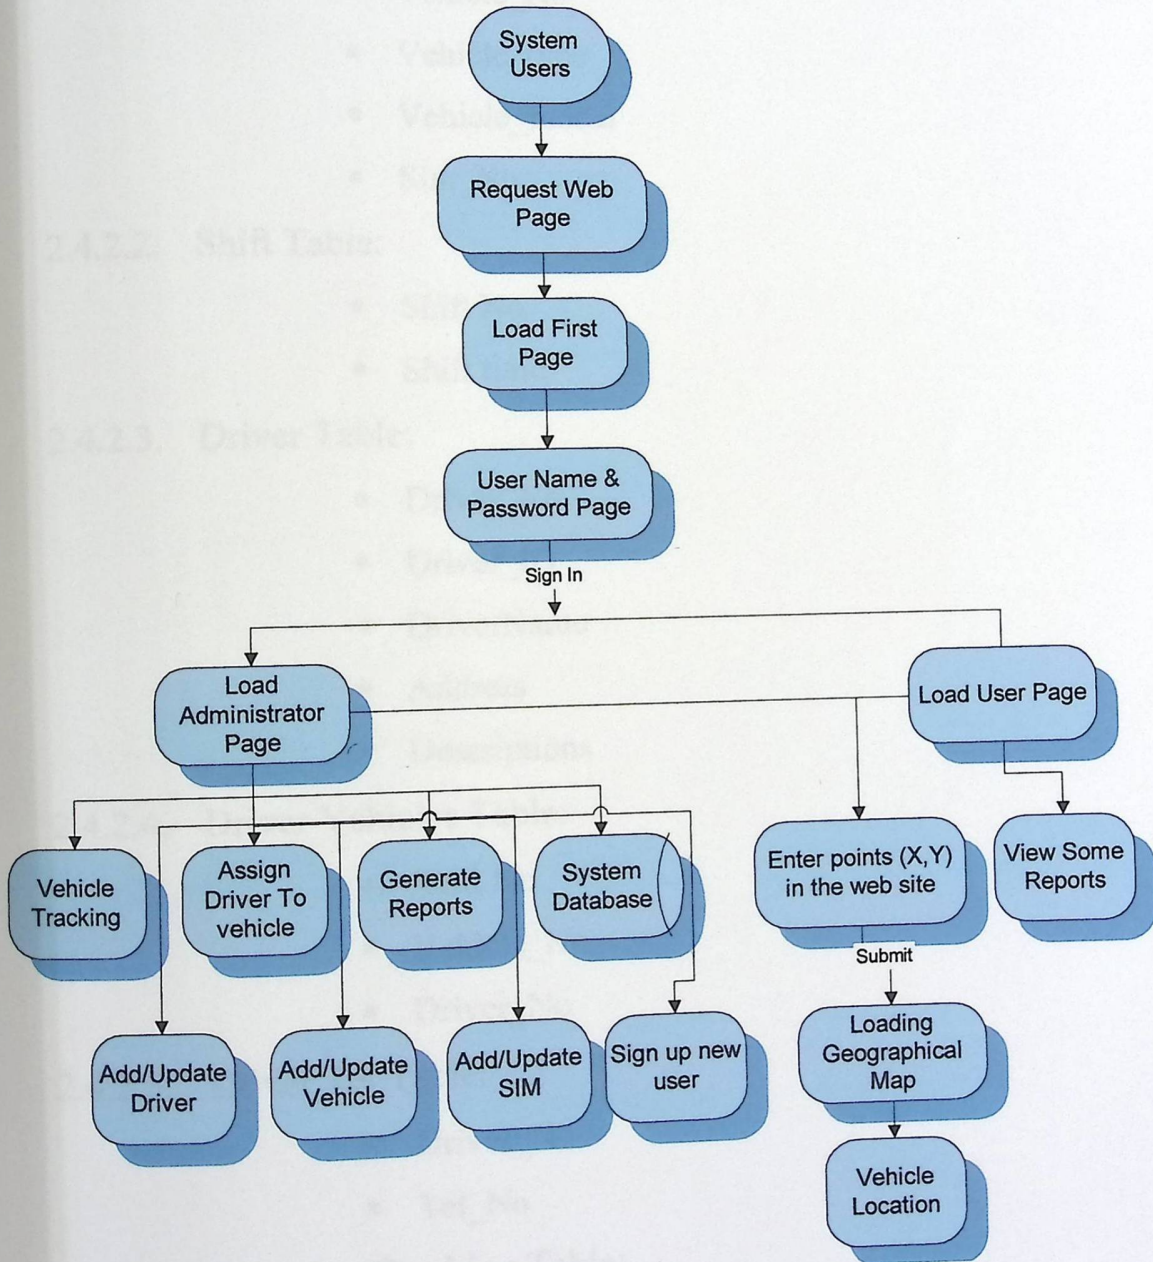 System
Users
Request Web
Page
Load First
Page
User Name &
Password Page
Sign In
Load
Administrator
Page
Load User Page
Vehicle
Tracking
Assign
Driver To
vehicle
Generate
Reports
System
Database
Enter points (X,Y)
in the web site
View Some
Reports
Submit
Add/Update
Driver
Add/Update
Vehicle
Add/Update
SIM
Sign up new
user
Loading
Geographical
Map
Vehicle
Location
2.4.2.2. Shift Table:
2.4.2.3. Driver Table:
Address